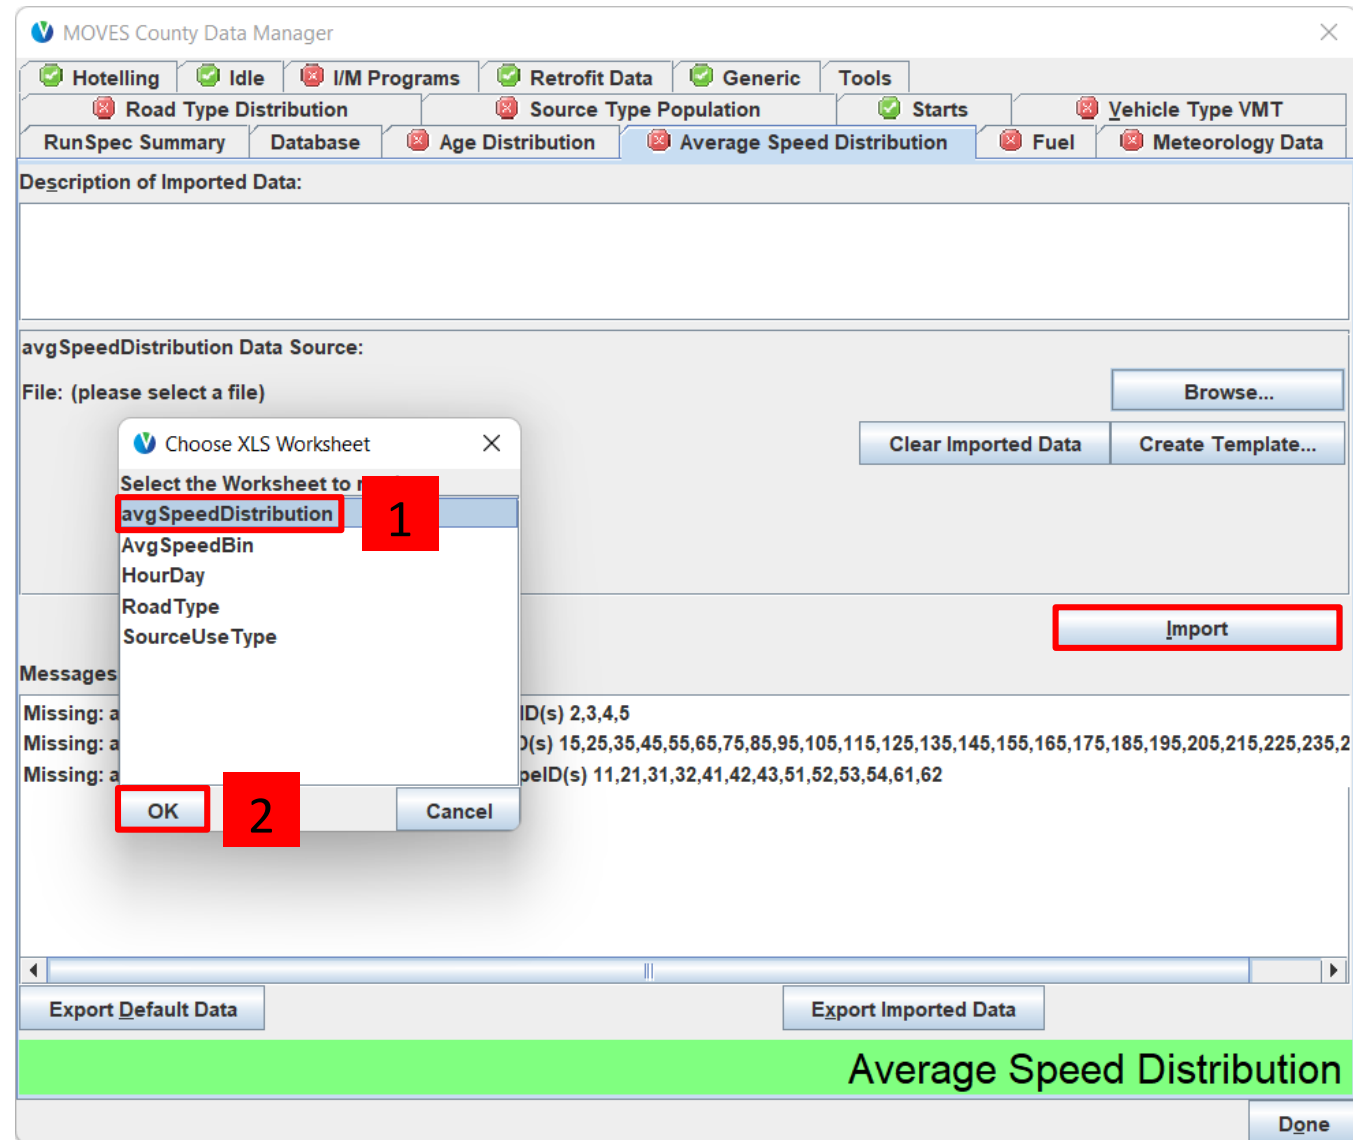 MOVES County Data Manager
Hotelling Idle I/M Programs Retrofit Data Generic Tools
Road Type Distribution Source Type Population Starts Vehicle Type VMT
RunSpec Summary Database Age Distribution Average Speed Distribution Fuel Meteorology Data
Description of Imported Data:
avgSpeedDistribution Data Source:
File: (please select a file)
Browse...
Clear Imported Data Create Template...
Choose XLS Worksheet
Select the Worksheet to
avgSpeedDistribution
1
AvgSpeedBin
HourDay
RoadType
SourceUseType
OK
2
Cancel
Import
Messages
Missing: a ID(s) 2,3,4,5
Missing: a D(s) 15,25,35,45,55,65,75,85,95,105,115,125,135,145,155,165,175,185,195,205,215,225,235,2
Missing: a peID(s) 11,21,31,32,41,42,43,51,52,53,54,61,62
Export Default Data Export Imported Data
Average Speed Distribution
Done